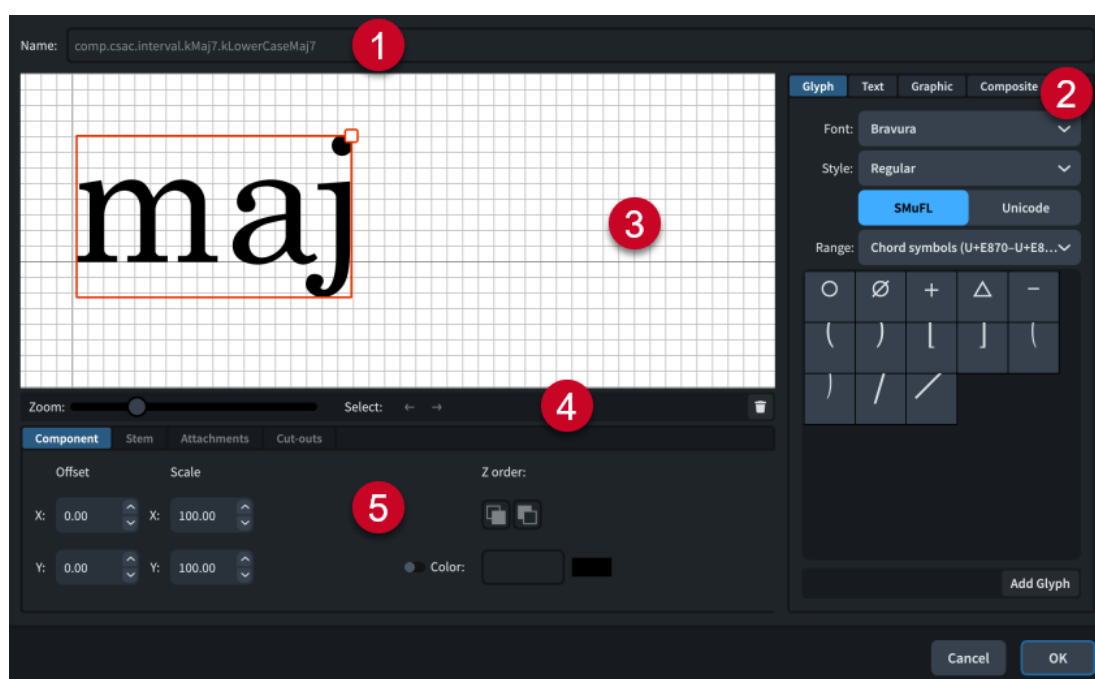 Name: comp.csac.interval.kMaj7.kLowerCaseMaj7
1
maj
3
Zoom: Select: ← →
4
Component Stem Attachments Cut-outs
Offset Scale Z order:
X: 0.00 X: 100.00
5
Y: 0.00 Y: 100.00 Color:
Glyph Text Graphic Composite
2
Font: Bravura
Style: Regular
SMuFL Unicode
Range: Chord symbols (U+E870–U+E8...
Add Glyph
Cancel OK